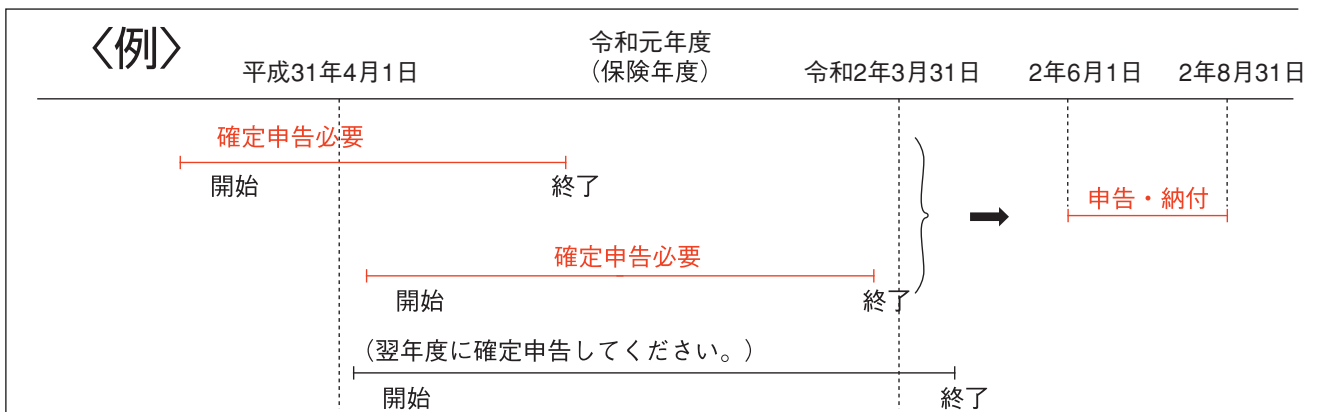 〈例〉
令和元年度
(保険年度)
平成31年4月1日
令和2年3月31日
2年6月1日
2年8月31日
確定申告必要
開始
終了
申告・納付
確定申告必要
開始
終了
(翌年度に確定申告してください。)
開始
終了